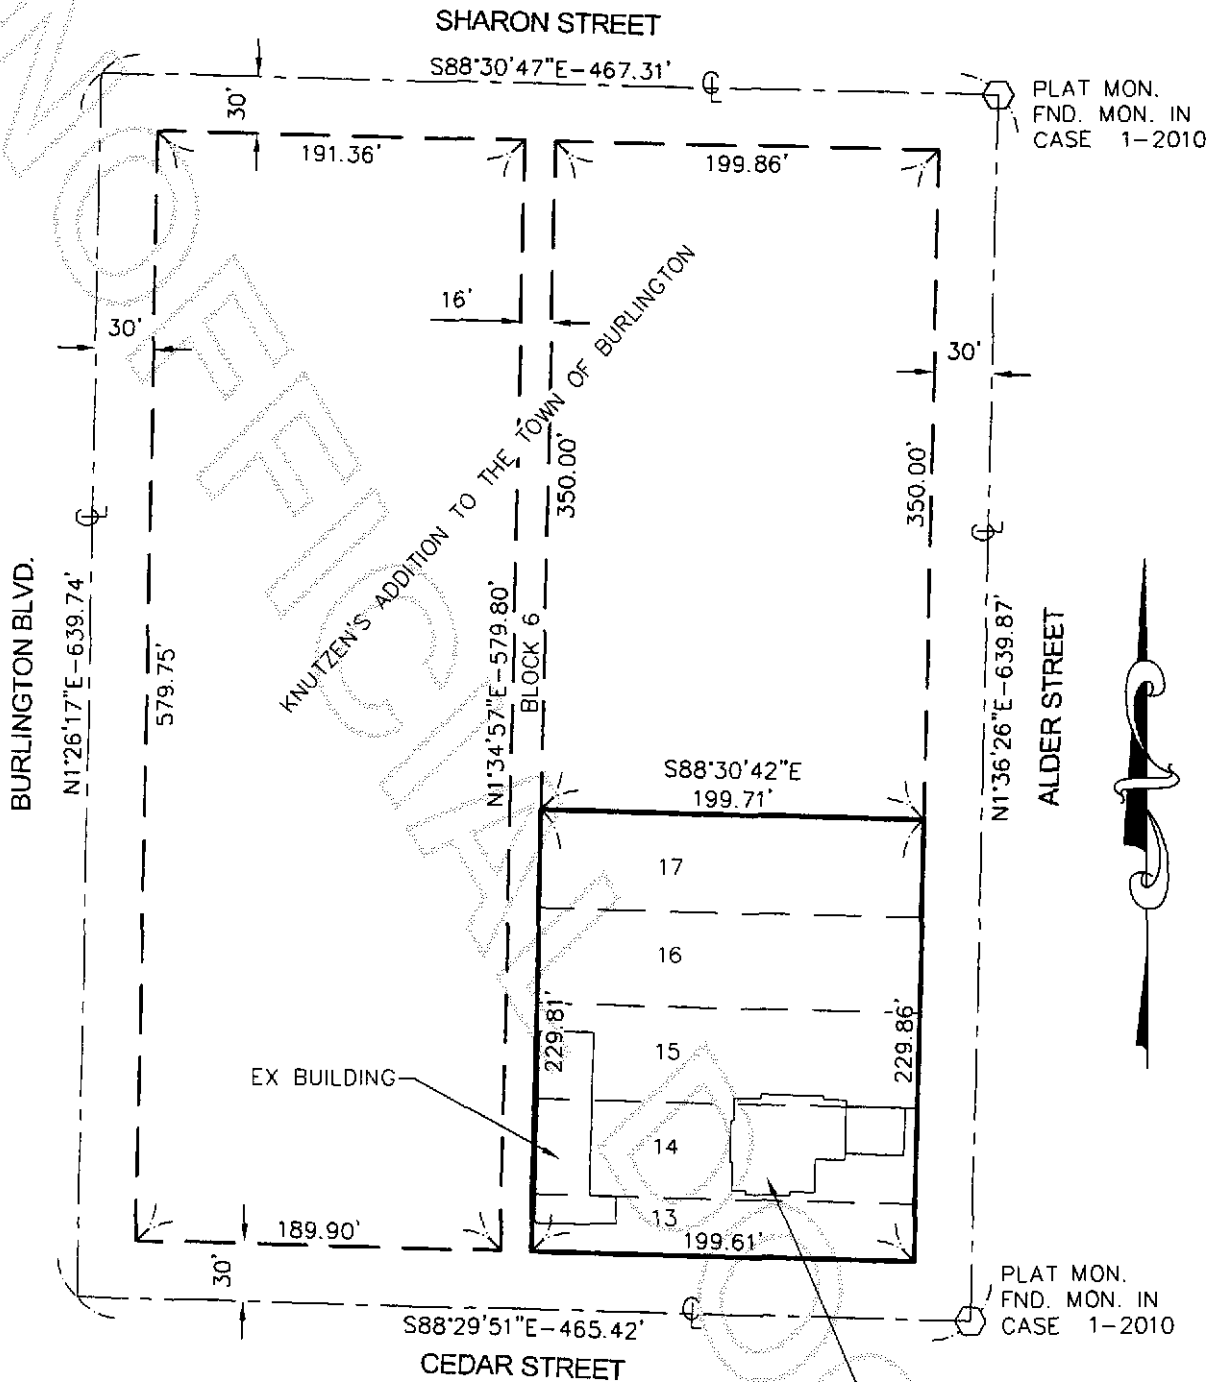 SHARON STREET
S88°30'47"E-467.31'
℄
PLAT MON.
FND. MON. IN
CASE 1-2010
30'
191.36'
199.86'
KNUTZEN'S ADDITION TO THE TOWN OF BURLINGTON
16'
30'
30'
350.00'
350.00'
℄
℄
BURLINGTON BLVD.
N1°26'17"E-639.74'
579.75'
N1°34'57"E-579.80'
BLOCK 6
N1°36'26"E-639.87'
ALDER STREET
S88°30'42"E
199.71'
17
16
229.81'
15
229.86'
EX BUILDING
14
13
189.90'
199.61'
30'
℄
S88°29'51"E-465.42'
PLAT MON.
FND. MON. IN
CASE 1-2010
CEDAR STREET
UNOFFICIAL
DO